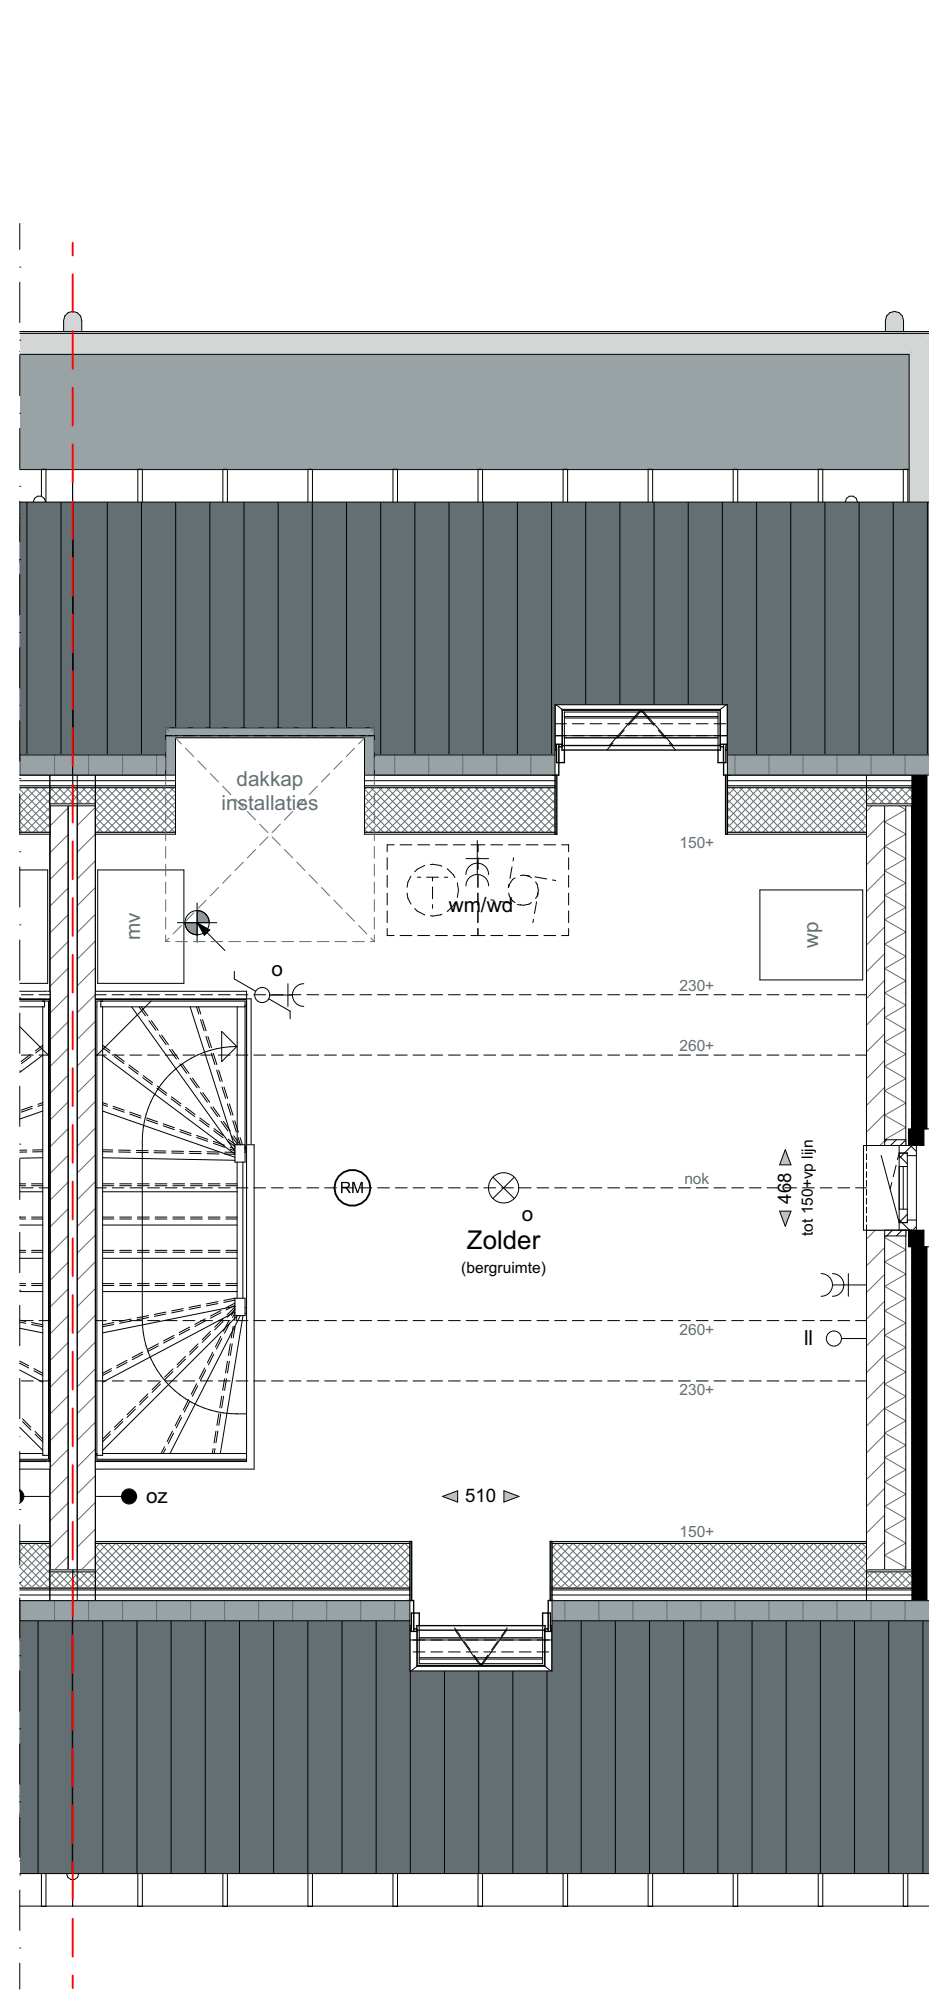 dakkap
installaties
150+
mv
wm/wd
wp
o
230+
260+
nok
468
tot 150+vp lijn
RM
o
Zolder
(bergruimte)
260+
ll
230+
510
oz
150+